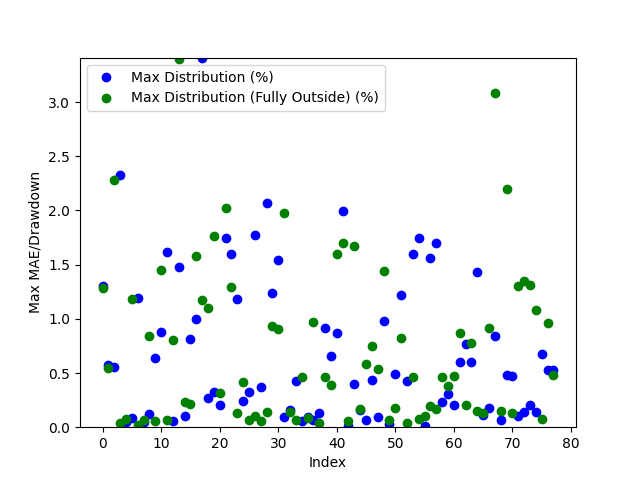 Max Distribution (%)
Max Distribution (Fully Outside) (%)
3.0
2.5
2.0
1.5
1.0
0.5
0.0
Max MAE/Drawdown
0 10 20 30 40 50 60 70 80
Index